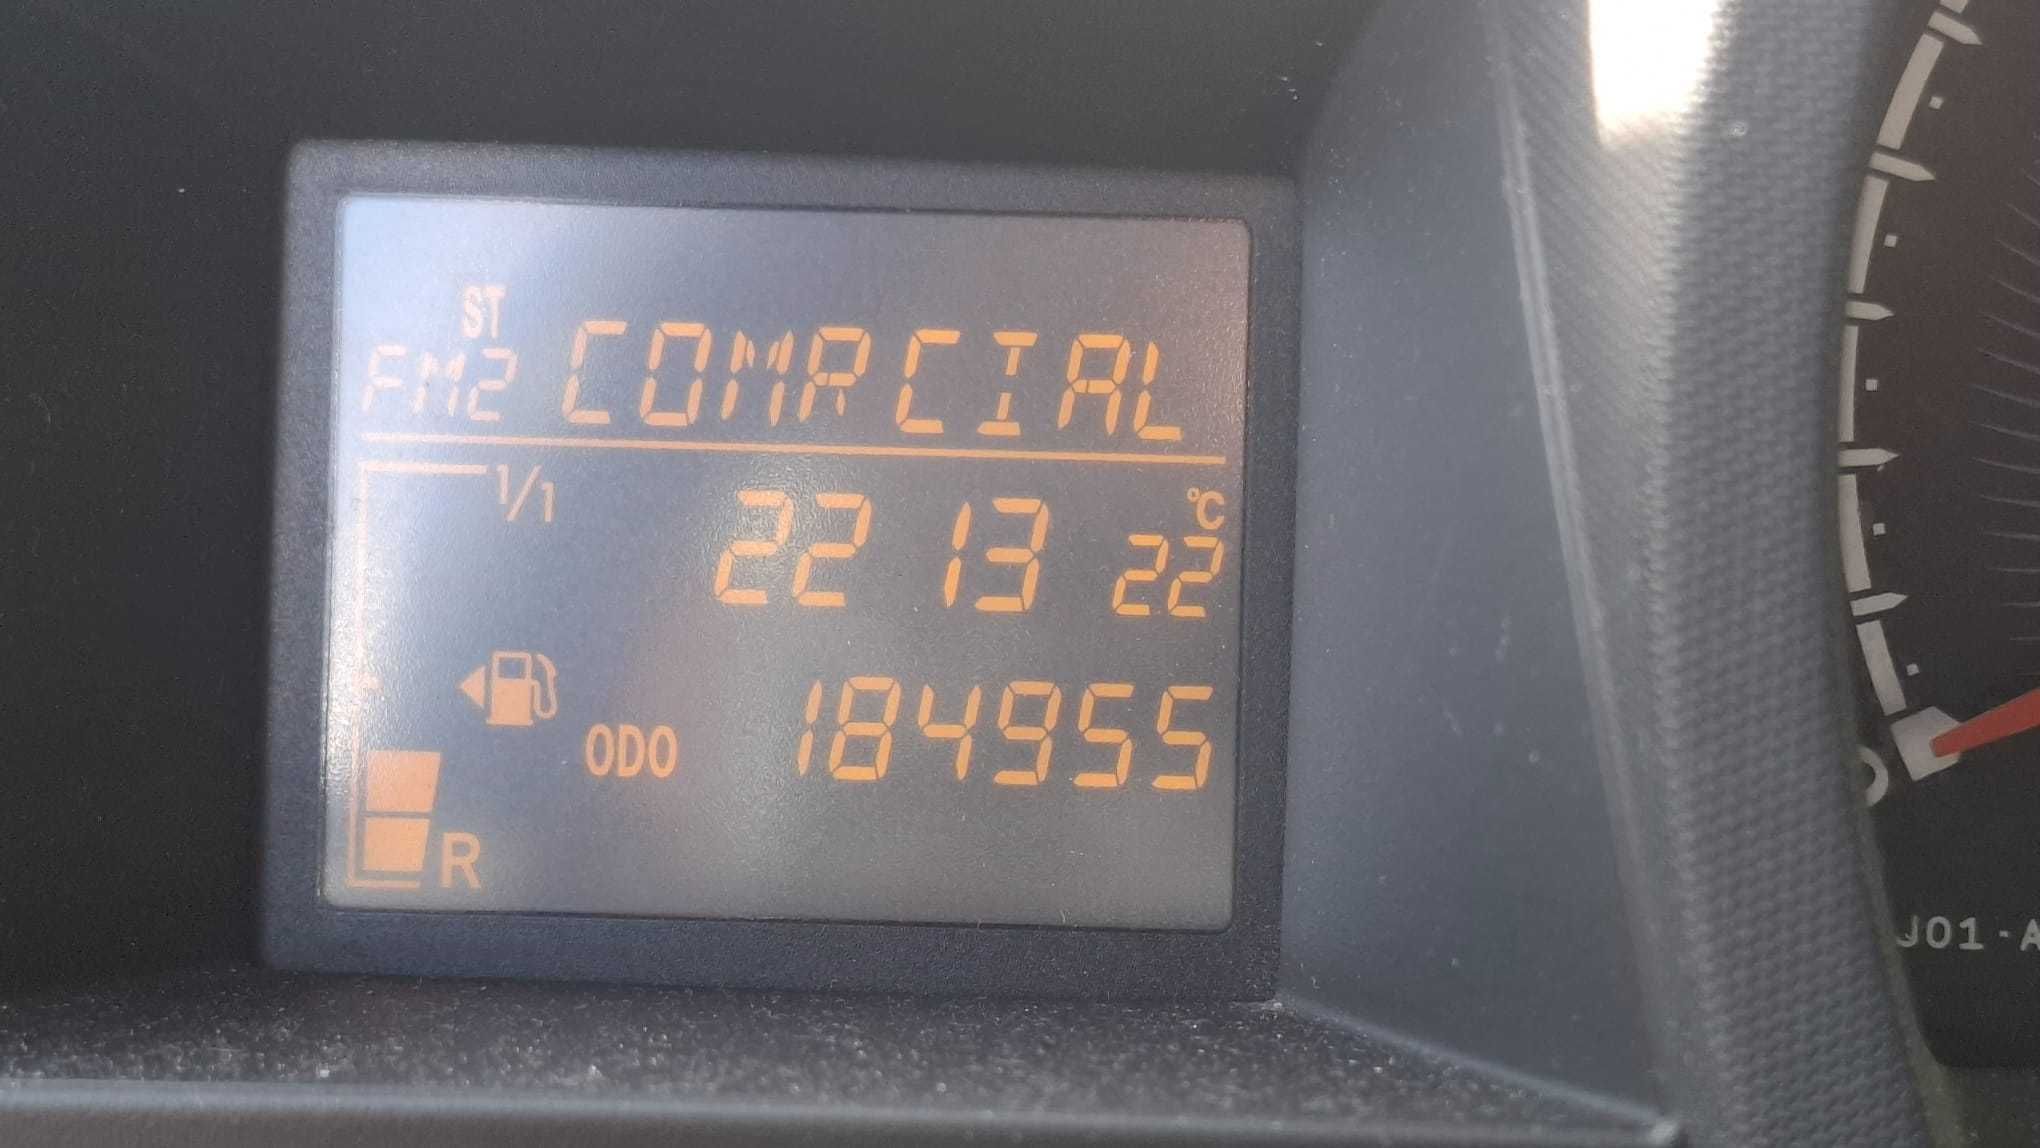 ST
FM2 COMRCIAL
1/1
22 13 22 °C
ODO 184955
R
J01-A